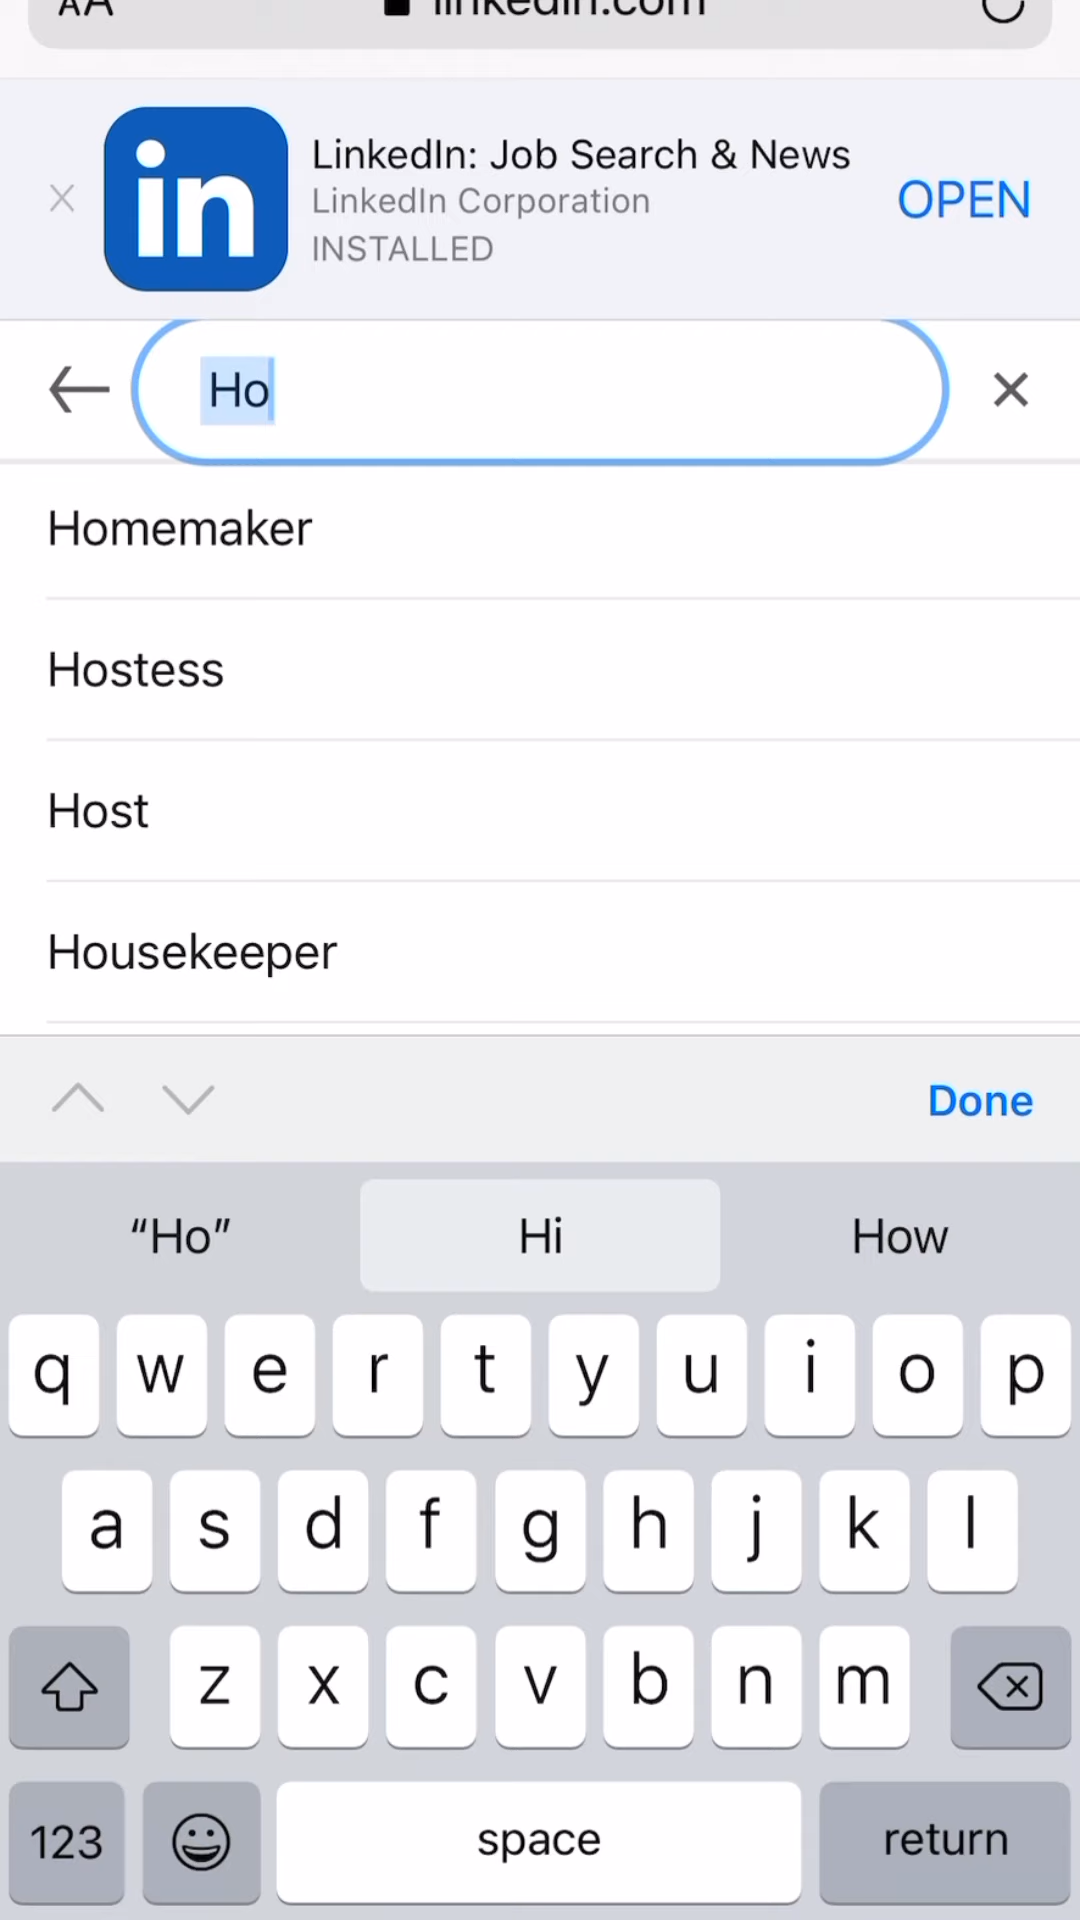 AA linkedin.com
in
LinkedIn: Job Search & News
LinkedIn Corporation
INSTALLED
OPEN
Ho
Homemaker
Hostess
Host
Housekeeper
Done
“Ho” Hi How
q w e r t y u i o p
a s d f g h j k l
z x c v b n m
123 space return